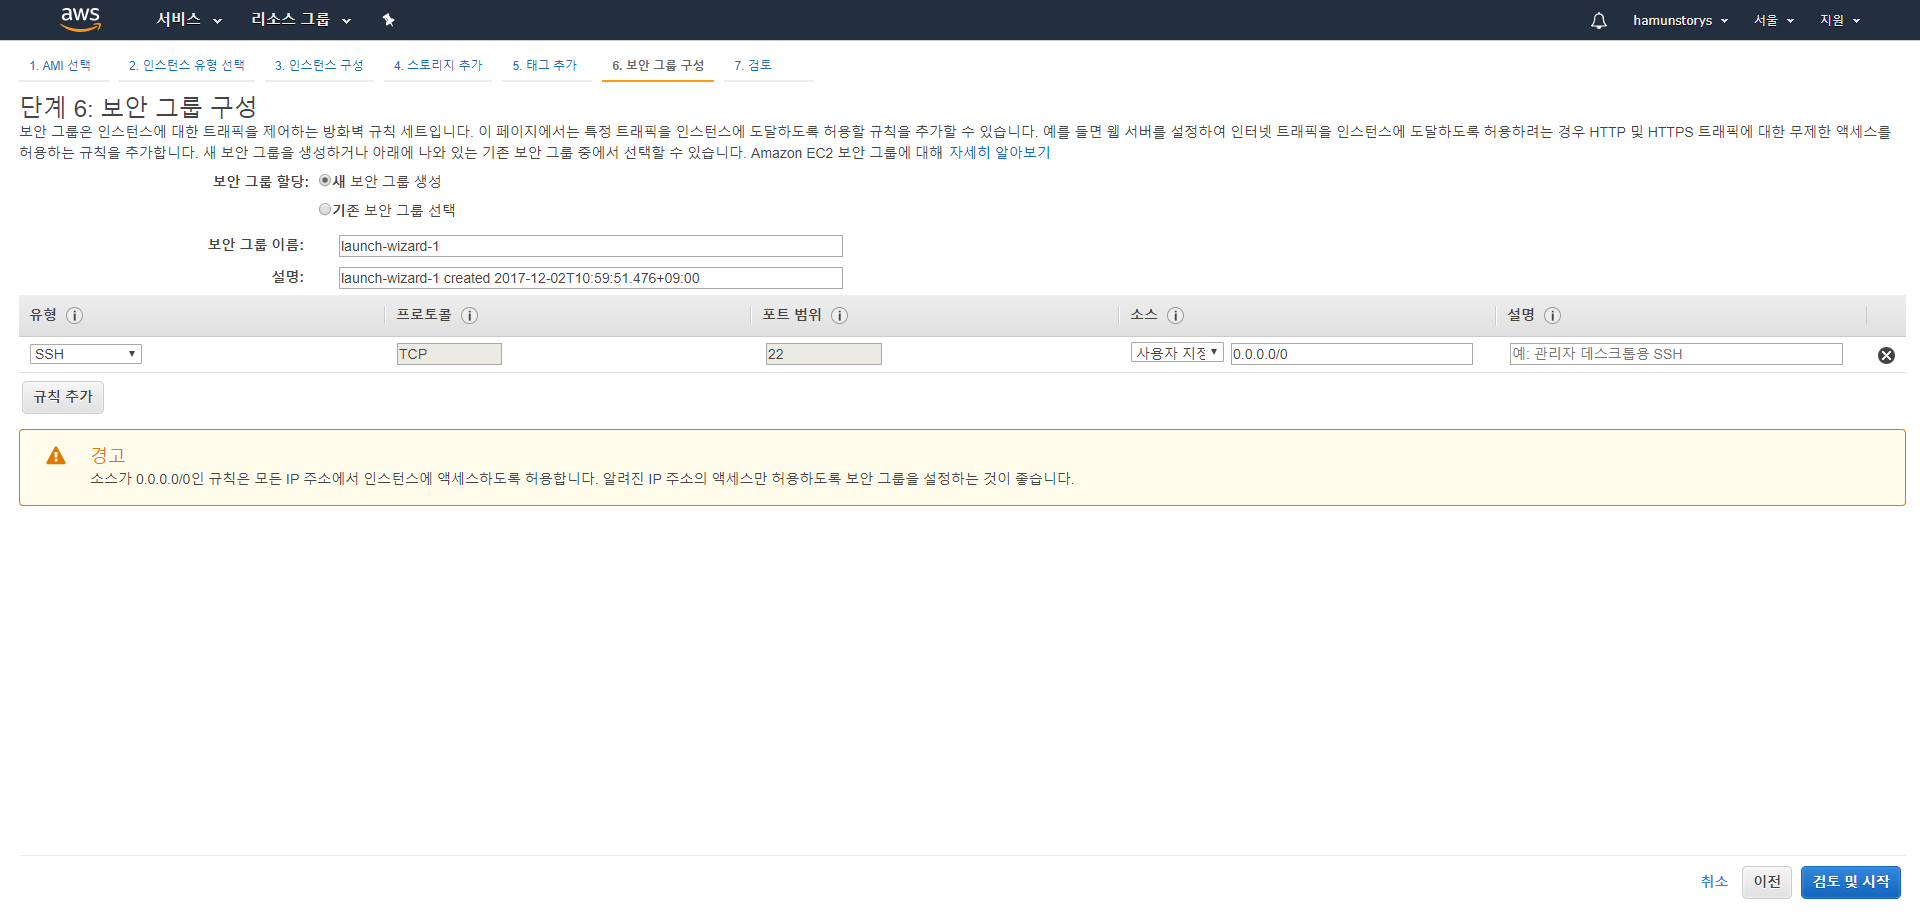 aws 서비스 리소스 그룹 hamunstorys 서울 지원
1. AMI 선택 2. 인스턴스 유형 선택 3. 인스턴스 구성 4. 스토리지 추가 5. 태그 추가 6. 보안 그룹 구성 7. 검토
단계 6: 보안 그룹 구성
보안 그룹은 인스턴스에 대한 트래픽을 제어하는 방화벽 규칙 세트입니다. 이 페이지에서는 특정 트래픽을 인스턴스에 도달하도록 허용할 규칙을 추가할 수 있습니다. 예를 들면 웹 서버를 설정하여 인터넷 트래픽을 인스턴스에 도달하도록 허용하려는 경우 HTTP 및 HTTPS 트래픽에 대한 무제한 액세스를
허용하는 규칙을 추가합니다. 새 보안 그룹을 생성하거나 아래에 나와 있는 기존 보안 그룹 중에서 선택할 수 있습니다. Amazon EC2 보안 그룹에 대해 자세히 알아보기
보안 그룹 할당: 새 보안 그룹 생성
기존 보안 그룹 선택
보안 그룹 이름: launch-wizard-1
설명: launch-wizard-1 created 2017-12-02T10:59:51.476+09:00
유형 프로토콜 포트 범위 소스 설명
SSH TCP 22 사용자 지정 0.0.0.0/0 예: 관리자 데스크톱용 SSH
규칙 추가
경고
소스가 0.0.0.0/0인 규칙은 모든 IP 주소에서 인스턴스에 액세스하도록 허용합니다. 알려진 IP 주소의 액세스만 허용하도록 보안 그룹을 설정하는 것이 좋습니다.
취소 이전 검토 및 시작